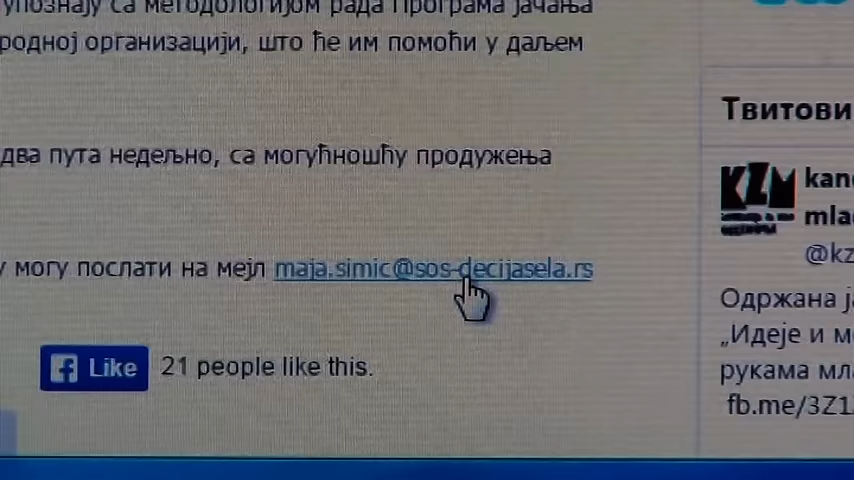 упознају са методологијом рада Програма јачања
родној организацији, што ће им помоћи у даљем
два пута недељно, са могућношћу продужења
у могу послати на мејл maja.simic@sos-decijasela.rs
Like 21 people like this.
Твитови
KZM
@kz
Одржана
„Идеје и
рукама
fb.me/3Z1